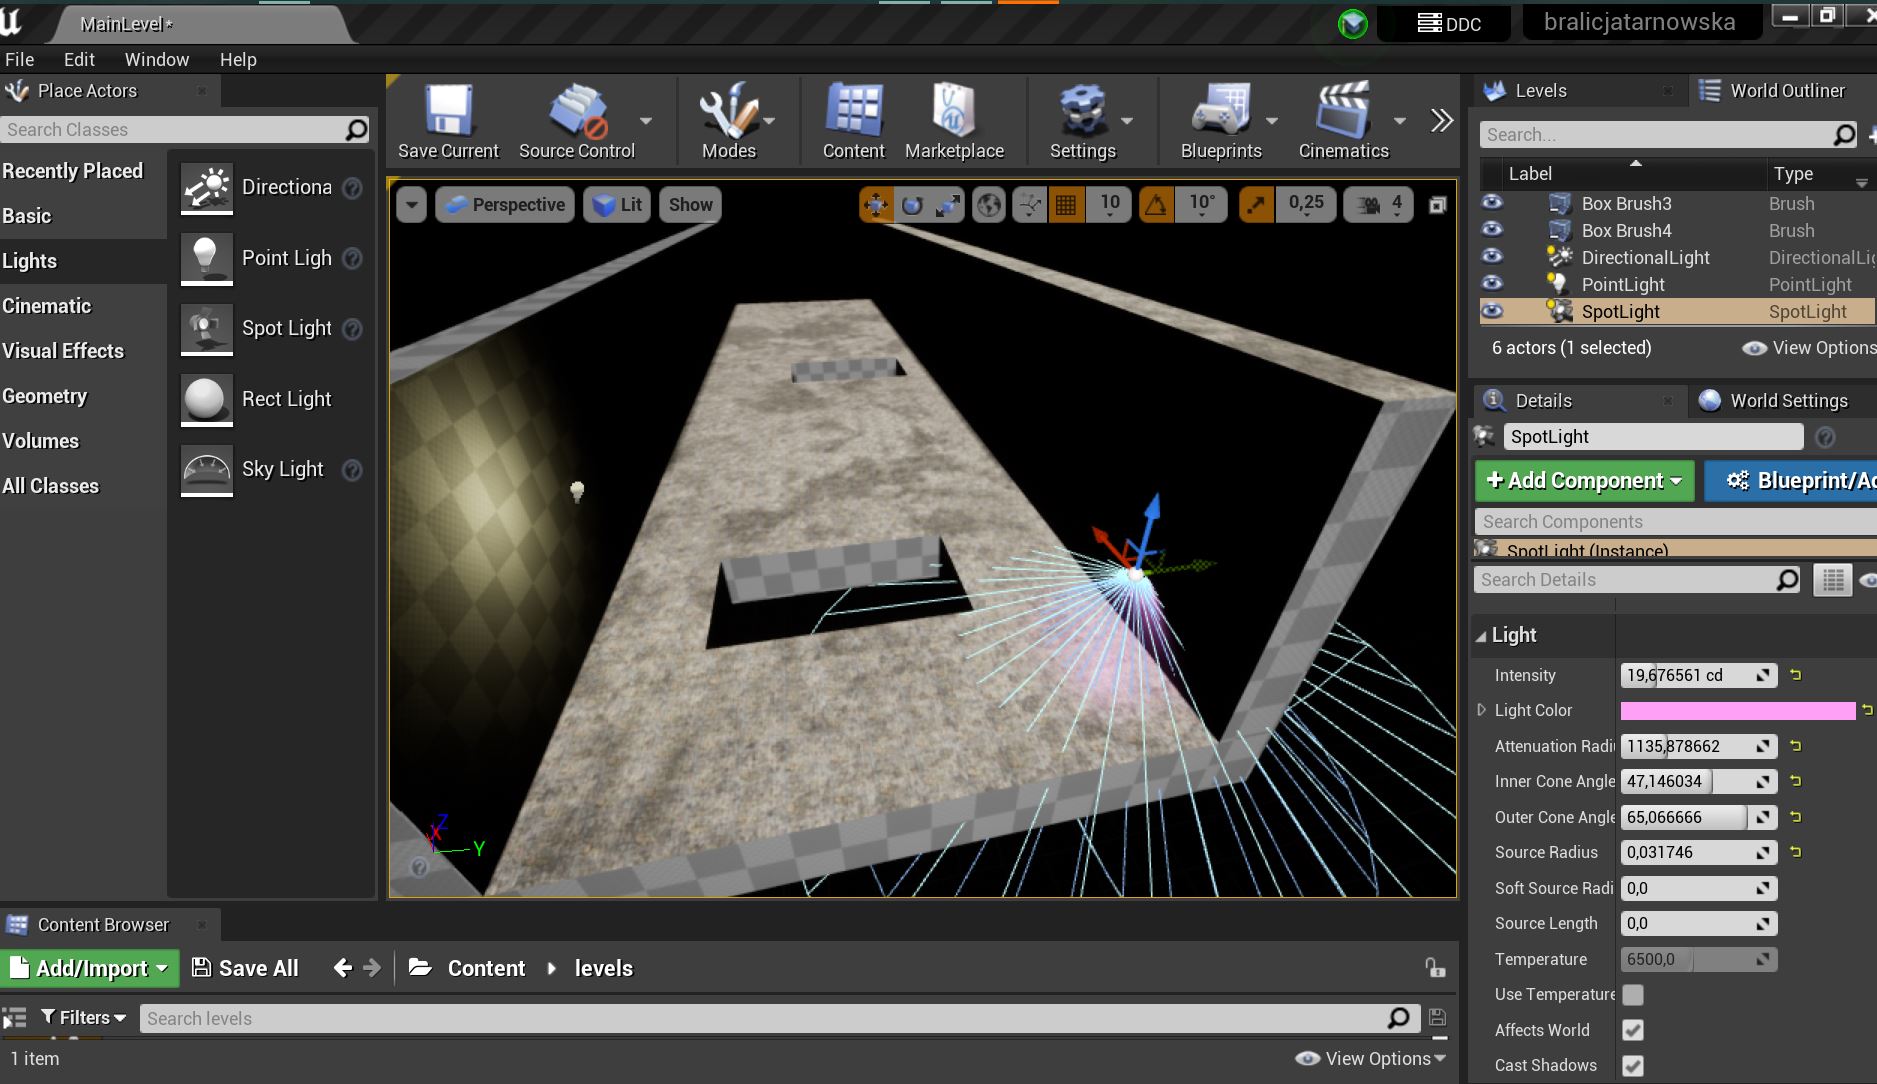 MainLevel*
DDC
bralicjatarnowska
File Edit Window Help
Place Actors
Search Classes
Recently Placed
Basic
Lights
Cinematic
Visual Effects
Geometry
Volumes
All Classes
Directiona
Point Ligh
Spot Light
Rect Light
Sky Light
Save Current
Source Control
Modes
Content
Marketplace
Settings
Blueprints
Cinematics
Perspective
Lit
Show
10
10°
0,25
4
Z
X
Y
Levels
World Outliner
Search...
Label Type
Box Brush3 Brush
Box Brush4 Brush
DirectionalLight DirectionalLig
PointLight PointLight
SpotLight SpotLight
6 actors (1 selected) View Options
Details
World Settings
SpotLight
+ Add Component
Blueprint/Ad
Search Components
SpotLight (Instance)
Search Details
Light
Intensity 19,676561 cd
Light Color
Attenuation Radi 1135,878662
Inner Cone Angle 47,146034
Outer Cone Angle 65,066666
Source Radius 0,031746
Soft Source Radi 0,0
Source Length 0,0
Temperature 6500,0
Use Temperature
Affects World
Cast Shadows
Content Browser
Add/Import
Save All
Content
levels
Filters
Search levels
1 item
View Options